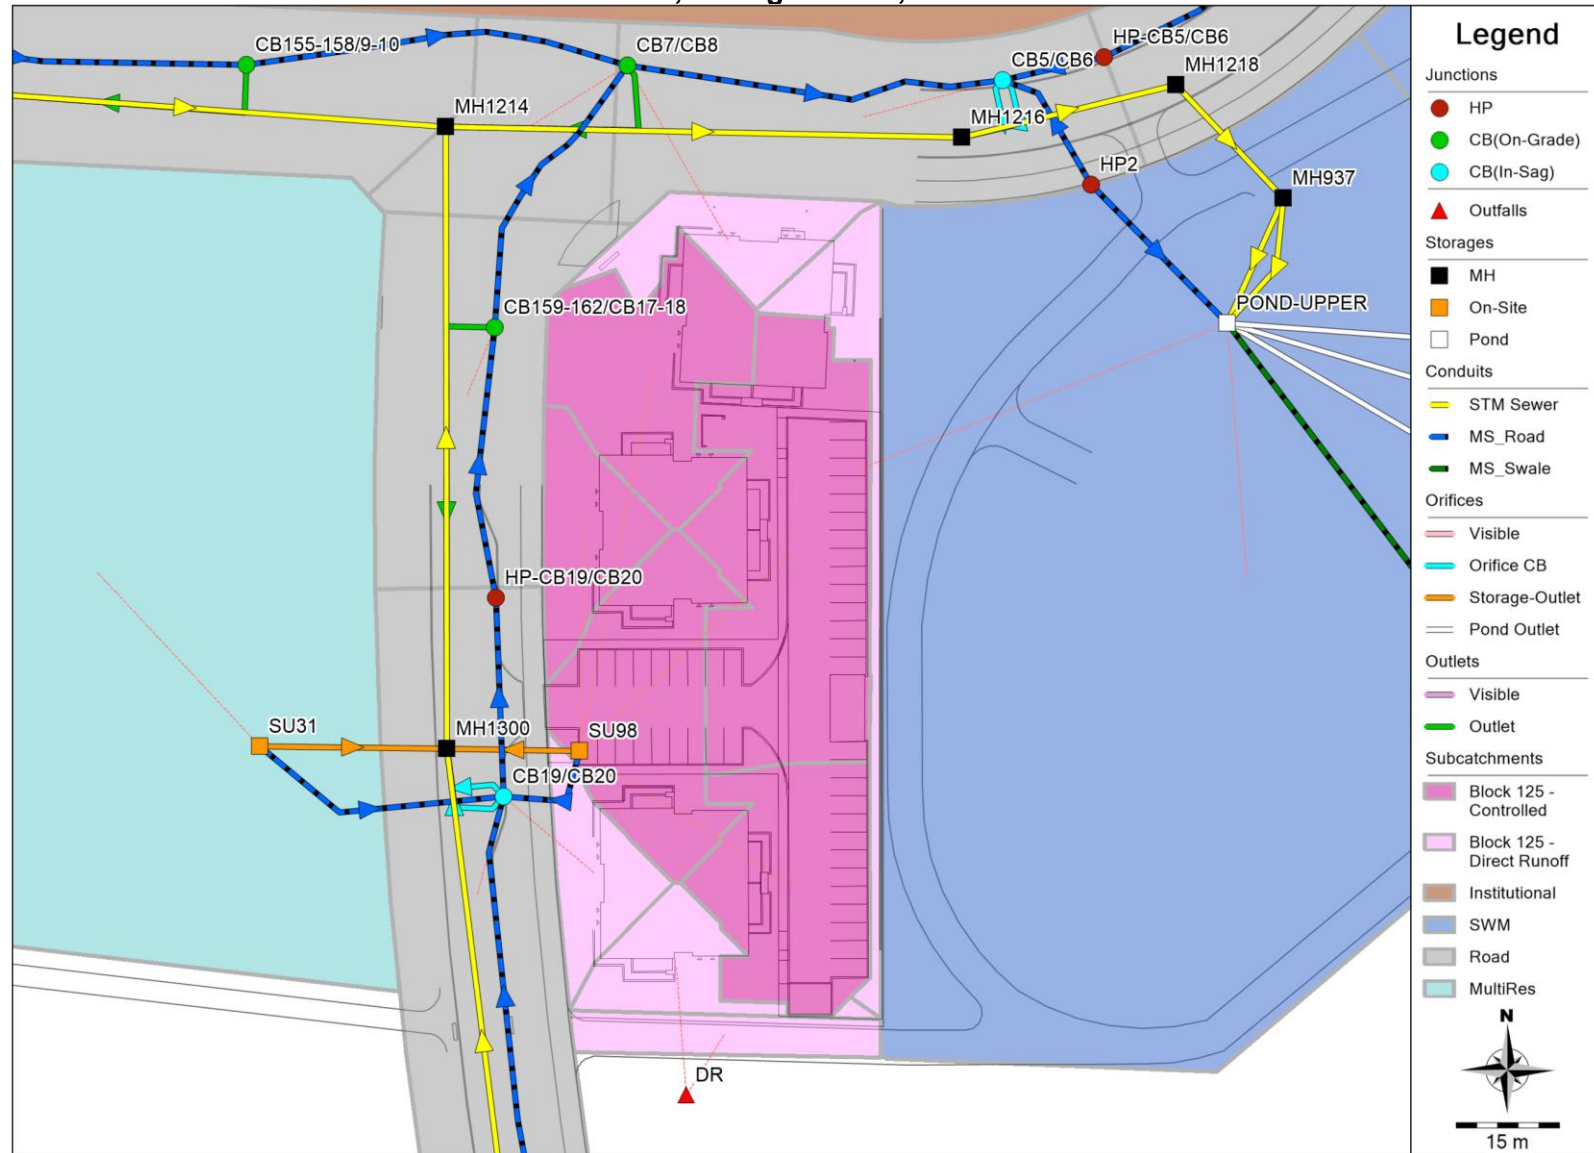 CB155-158/9-10
CB7/CB8
HP-CB5/CB6
CB5/CB6
MH1218
MH1214
MH1216
HP2
MH937
CB159-162/CB17-18
POND-UPPER
HP-CB19/CB20
SU31
MH1300
SU98
CB19/CB20
DR
Legend
Junctions
HP
CB(On-Grade)
CB(In-Sag)
Outfalls
Storages
MH
On-Site
Pond
Conduits
STM Sewer
MS_Road
MS_Swale
Orifices
Visible
Orifice CB
Storage-Outlet
Pond Outlet
Outlets
Visible
Outlet
Subcatchments
Block 125 -
Controlled
Block 125 -
Direct Runoff
Institutional
SWM
Road
MultiRes
N
15 m